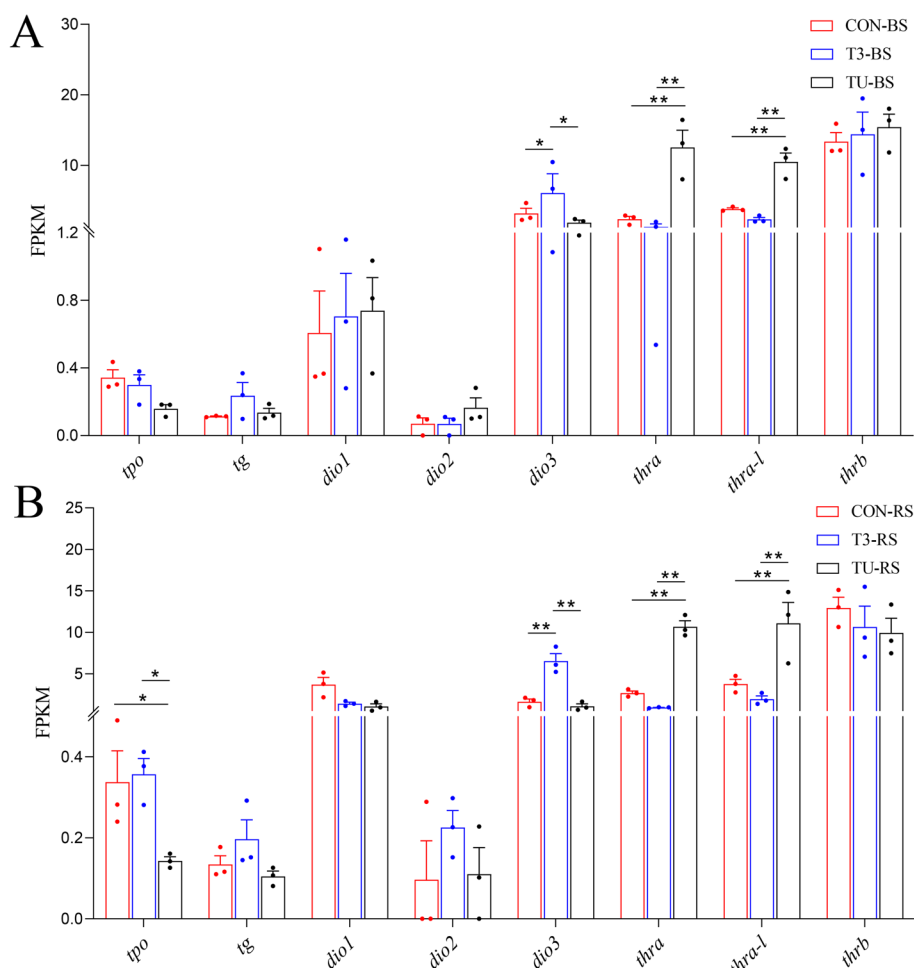 A
30
20
10
1.2
0.8
0.4
0.0
FPKM
CON-BS
T3-BS
TU-BS
* *
** **
** **
tpo tg dio1 dio2 dio3 thra thra-l thrb
B
25
20
15
10
5
0.4
0.2
0.0
FPKM
CON-RS
T3-RS
TU-RS
* *
** **
** **
** **
tpo tg dio1 dio2 dio3 thra thra-l thrb